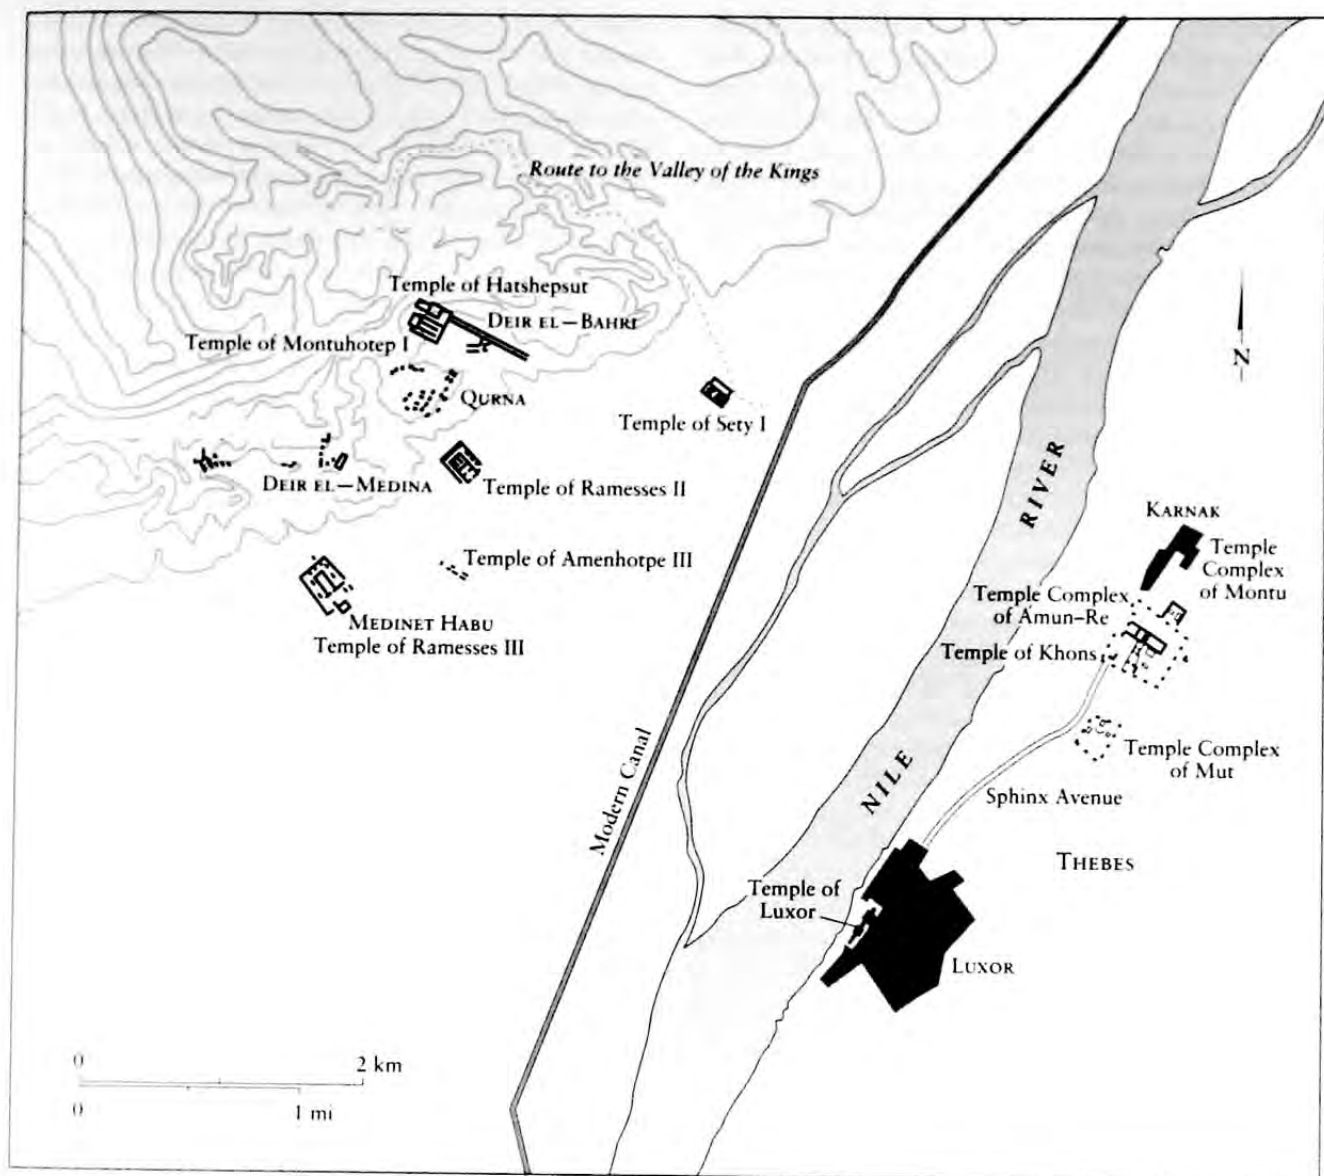 Route to the Valley of the Kings
Temple of Hatshepsut
DEIR EL-BAHRI
Temple of Montuhotep I
QURNA
Temple of Sety I
DEIR EL-MEDINA
Temple of Ramesses II
Temple of Amenhotpe III
MEDINET HABU
Temple of Ramesses III
N
RIVER
NILE
KARNAK
Temple
Complex
of Montu
Temple Complex
of Amun-Re
Temple of Khons
Temple Complex
of Mut
Sphinx Avenue
THEBES
Modern Canal
Temple of
Luxor
LUXOR
0 2 km
0 1 mi